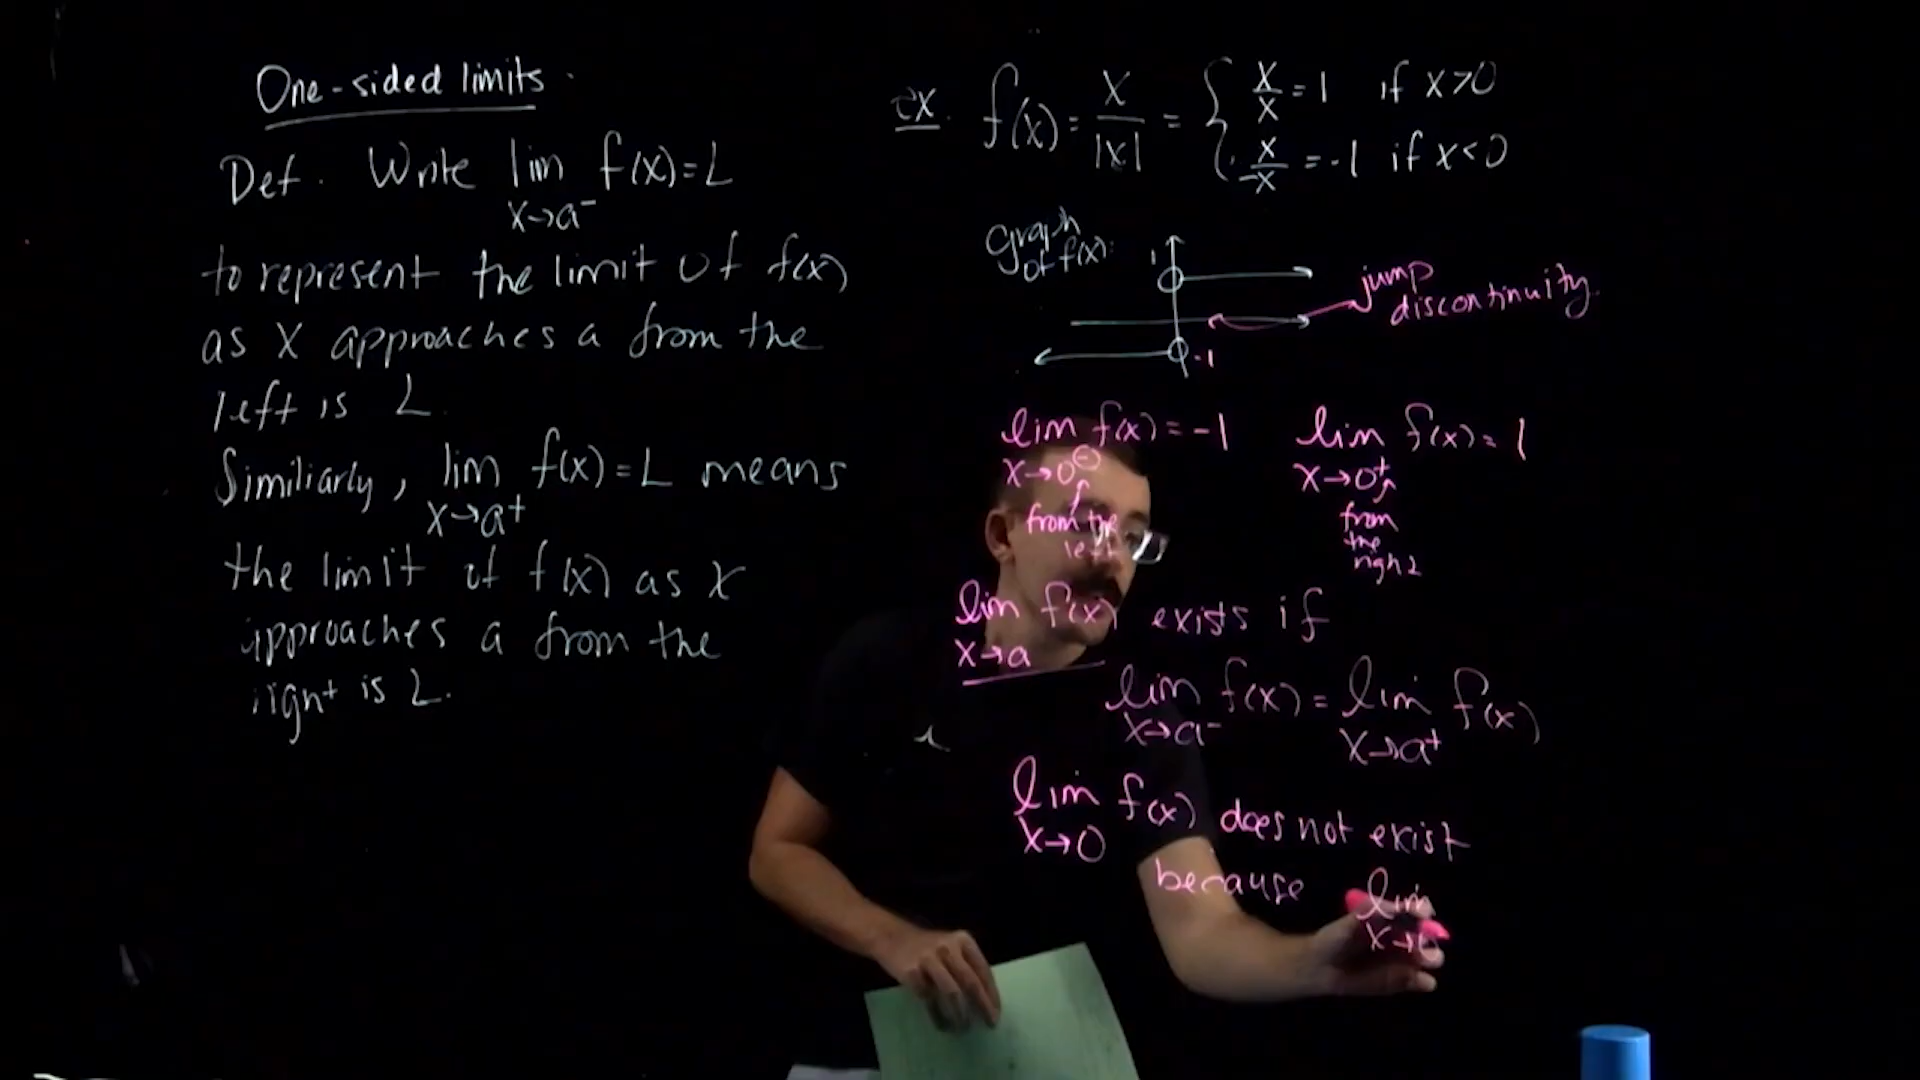 One-sided limits.
Def. Write lim f(x)=L
x→a⁻
to represent the limit of f(x)
as x approaches a from the
left is L.
Similiarly, lim f(x)=L means
x→a⁺
the limit of f(x) as x
approaches a from the
right is L.
ex. f(x)= x/|x| = { x/x = 1 if x>0
x/-x = -1 if x<0
graph
of f(x):
1
-1
jump
discontinuity.
lim f(x)=-1
x→0⁻
from the
left
lim f(x)=1
x→0⁺
from
the
right
lim f(x) exists if
x→a
lim f(x) = lim f(x)
x→a⁻ x→a⁺
lim f(x) does not exist
x→0
because lim
x→0